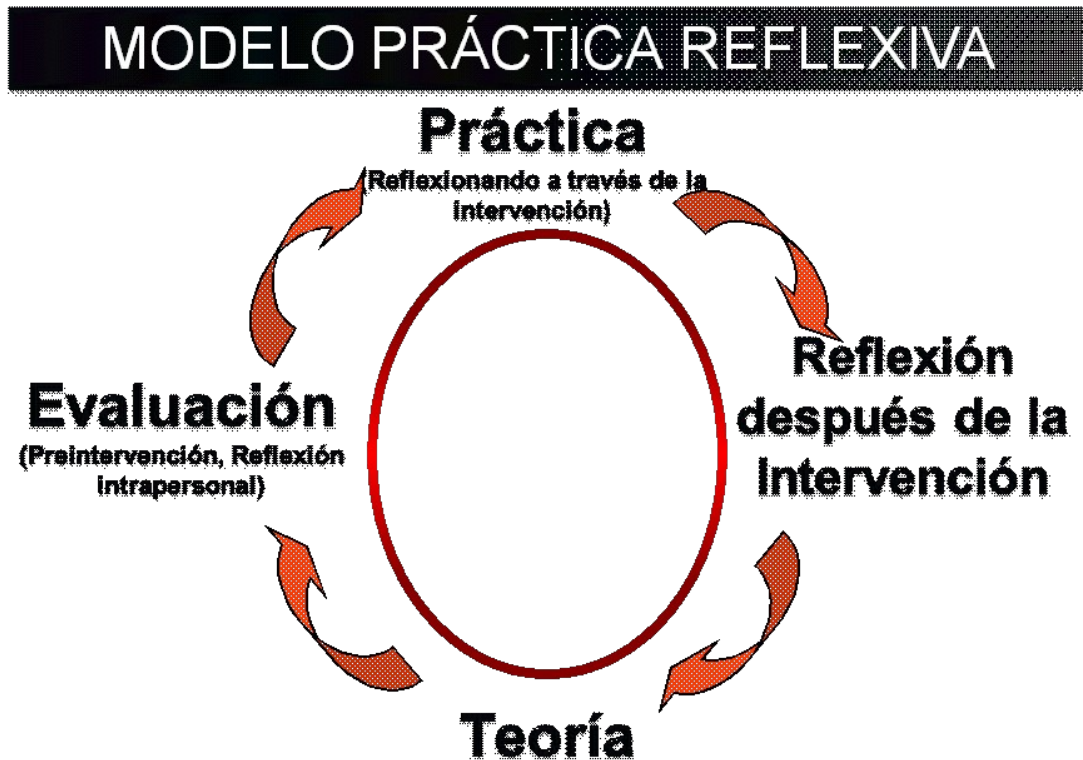 MODELO PRÁCTICA REFLEXIVA
Práctica
(Reflexionando a través de la
intervención)
Reflexión
después de la
Intervención
Evaluación
(Preintervención, Reflexión
intrapersonal)
Teoría